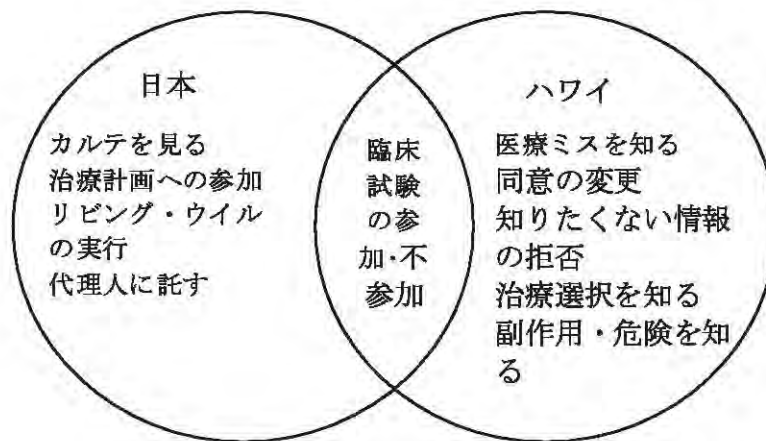 日本
カルテを見る
治療計画への参加
リビング・ウイル
の実行
代理人に託す
臨床
試験
の参
加・不
参加
ハワイ
医療ミスを知る
同意の変更
知りたくない情報
の拒否
治療選択を知る
副作用・危険を知
る